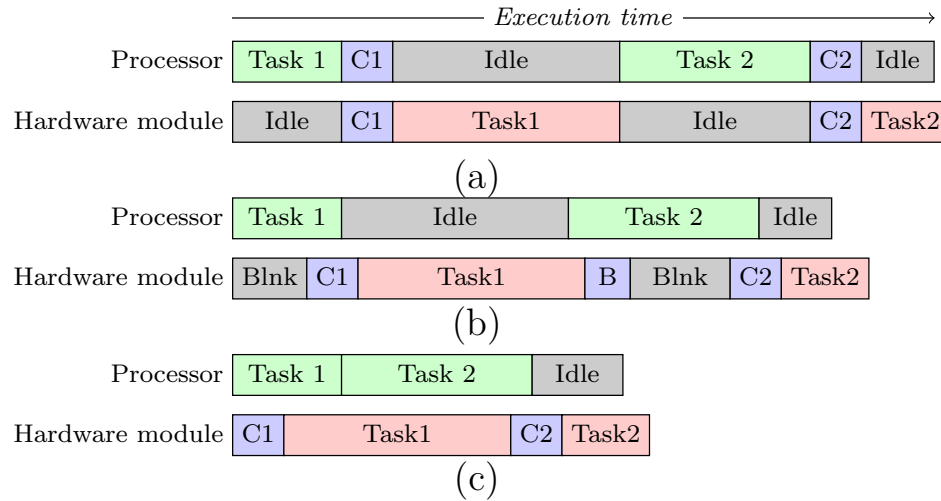 Execution time
Processor Task 1 C1 Idle Task 2 C2 Idle
Hardware module Idle C1 Task1 Idle C2 Task2
(a)
Processor Task 1 Idle Task 2 Idle
Hardware module Blnk C1 Task1 B Blnk C2 Task2
(b)
Processor Task 1 Task 2 Idle
Hardware module C1 Task1 C2 Task2
(c)